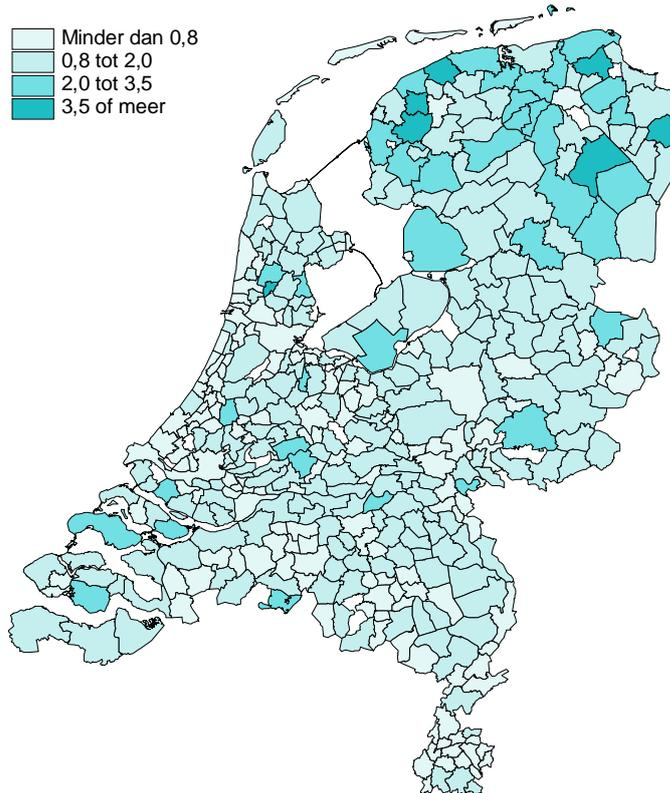 Minder dan 0,8
0,8 tot 2,0
2,0 tot 3,5
3,5 of meer